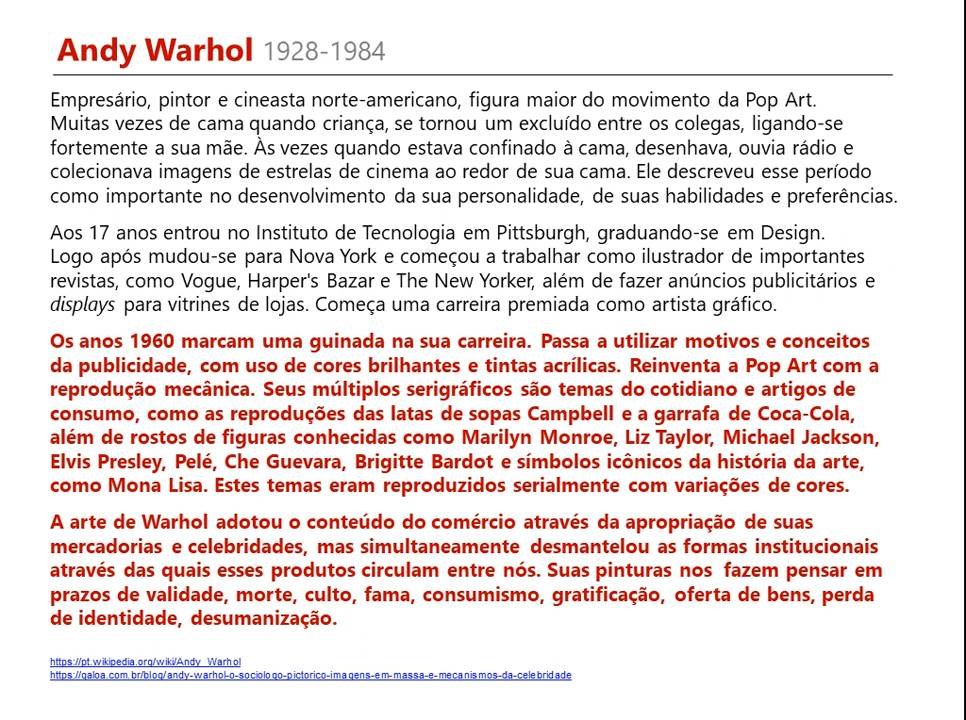 Andy Warhol 1928-1984
Empresário, pintor e cineasta norte-americano, figura maior do movimento da Pop Art.
Muitas vezes de cama quando criança, se tornou um excluído entre os colegas, ligando-se
fortemente a sua mãe. Às vezes quando estava confinado à cama, desenhava, ouvia rádio e
colecionava imagens de estrelas de cinema ao redor de sua cama. Ele descreveu esse período
como importante no desenvolvimento da sua personalidade, de suas habilidades e preferências.
Aos 17 anos entrou no Instituto de Tecnologia em Pittsburgh, graduando-se em Design.
Logo após mudou-se para Nova York e começou a trabalhar como ilustrador de importantes
revistas, como Vogue, Harper's Bazar e The New Yorker, além de fazer anúncios publicitários e
displays para vitrines de lojas. Começa uma carreira premiada como artista gráfico.
Os anos 1960 marcam uma guinada na sua carreira. Passa a utilizar motivos e conceitos
da publicidade, com uso de cores brilhantes e tintas acrílicas. Reinventa a Pop Art com a
reprodução mecânica. Seus múltiplos serigráficos são temas do cotidiano e artigos de
consumo, como as reproduções das latas de sopas Campbell e a garrafa de Coca-Cola,
além de rostos de figuras conhecidas como Marilyn Monroe, Liz Taylor, Michael Jackson,
Elvis Presley, Pelé, Che Guevara, Brigitte Bardot e símbolos icônicos da história da arte,
como Mona Lisa. Estes temas eram reproduzidos serialmente com variações de cores.
A arte de Warhol adotou o conteúdo do comércio através da apropriação de suas
mercadorias e celebridades, mas simultaneamente desmantelou as formas institucionais
através das quais esses produtos circulam entre nós. Suas pinturas nos fazem pensar em
prazos de validade, morte, culto, fama, consumismo, gratificação, oferta de bens, perda
de identidade, desumanização.
https://pt.wikipedia.org/wiki/Andy_Warhol
https://galoa.com.br/blog/andy-warhol-o-sociologo-pictorico-imagens-em-massa-e-mecanismos-da-celebridade